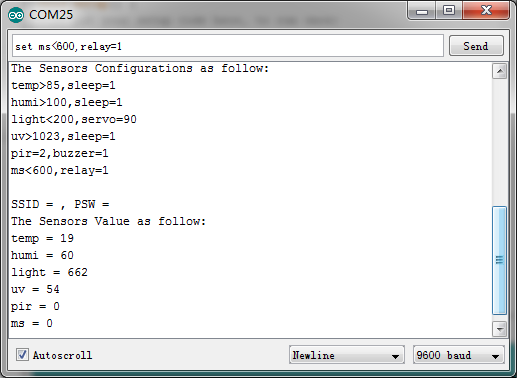 COM25
set ms<600,relay=1
Send
The Sensors Configurations as follow:
temp>85,sleep=1
humi>100,sleep=1
light<200,servo=90
uv>1023,sleep=1
pir=2,buzzer=1
ms<600,relay=1
SSID = , PSW =
The Sensors Value as follow:
temp = 19
humi = 60
light = 662
uv = 54
pir = 0
ms = 0
Autoscroll
Newline
9600 baud